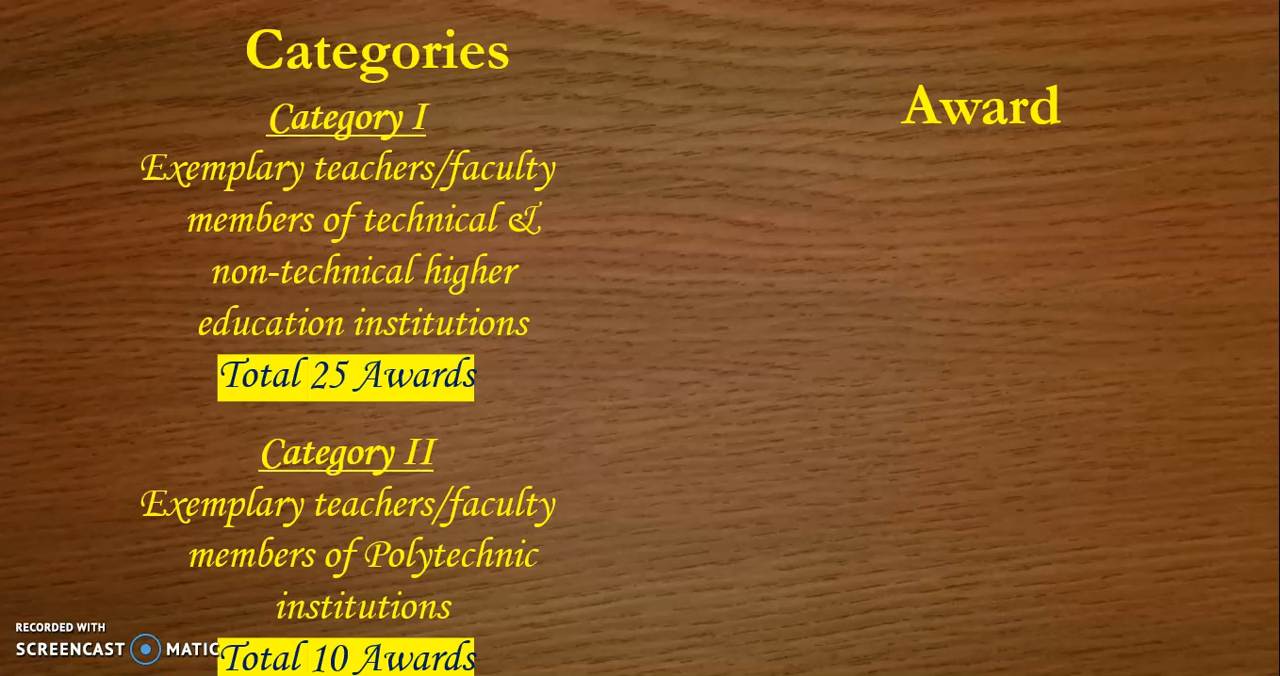 Categories
Category I
Exemplary teachers/faculty
members of technical &
non-technical higher
education institutions
Total 25 Awards
Category II
Exemplary teachers/faculty
members of Polytechnic
institutions
Total 10 Awards
Award
RECORDED WITH
SCREENCAST MATIC